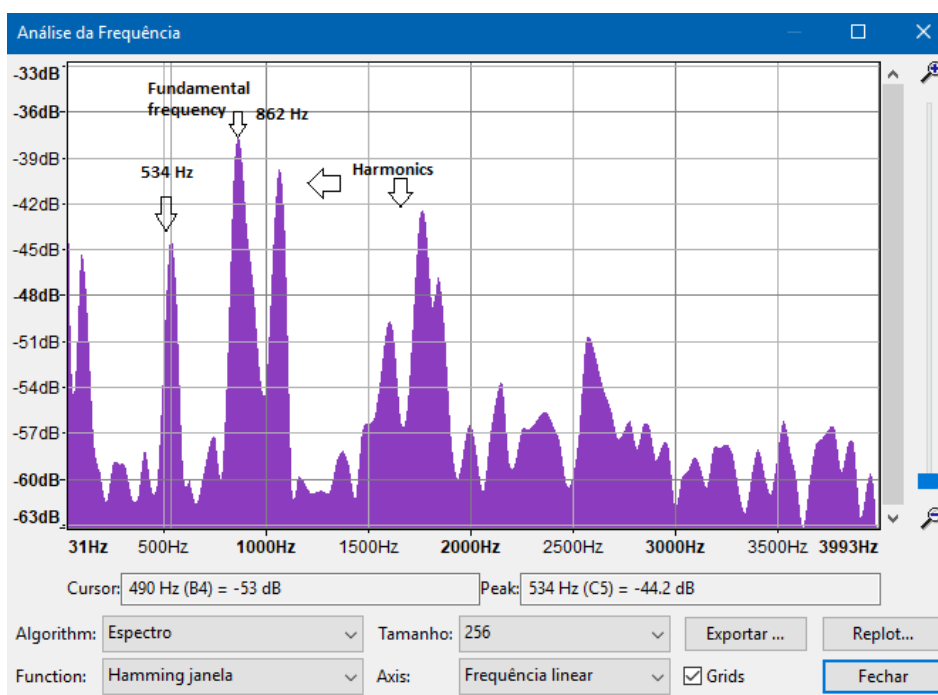 Análise da Frequência
-33dB
Fundamental
-36dB
frequency
862 Hz
-39dB
534 Hz
Harmonics
-42dB
-45dB
-48dB
-51dB
-54dB
-57dB
-60dB
-63dB
31Hz 500Hz 1000Hz 1500Hz 2000Hz 2500Hz 3000Hz 3500Hz 3993Hz
Cursor: 490 Hz (B4) = -53 dB Peak: 534 Hz (C5) = -44.2 dB
Algorithm: Espectro Tamanho: 256 Exportar ... Replot...
Function: Hamming janela Axis: Frequência linear Grids Fechar